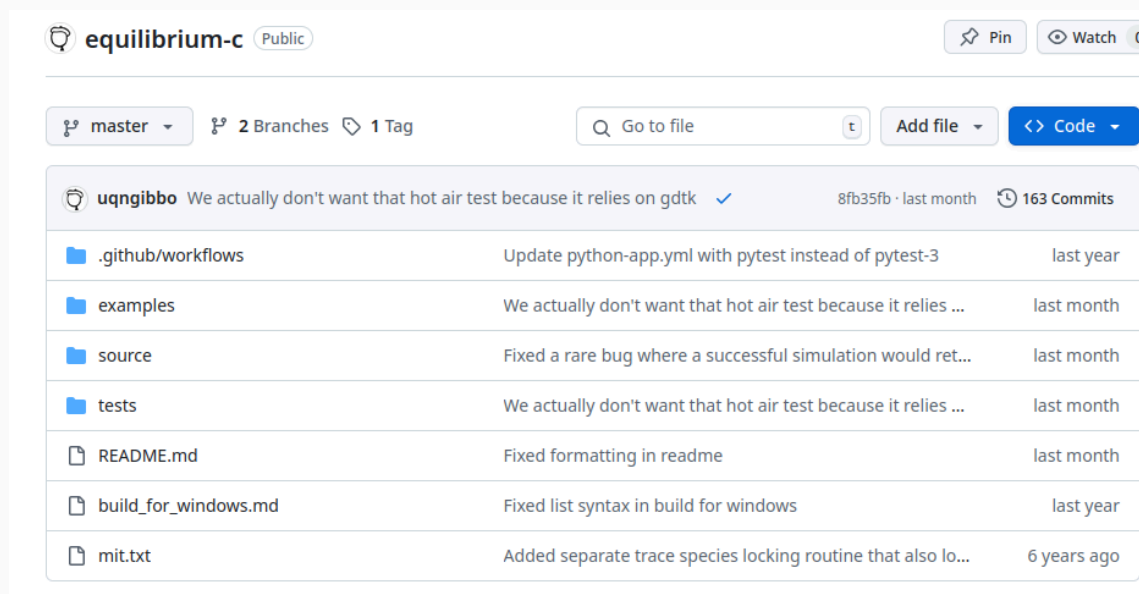 equilibrium-c Public Pin Watch 0
master 2 Branches 1 Tag Go to file t Add file Code
uqngibbo We actually don't want that hot air test because it relies on gdtk 8fb35fb · last month 163 Commits
.github/workflows Update python-app.yml with pytest instead of pytest-3 last year
examples We actually don't want that hot air test because it relies ... last month
source Fixed a rare bug where a successful simulation would ret... last month
tests We actually don't want that hot air test because it relies ... last month
README.md Fixed formatting in readme last month
build_for_windows.md Fixed list syntax in build for windows last year
mit.txt Added separate trace species locking routine that also lo... 6 years ago